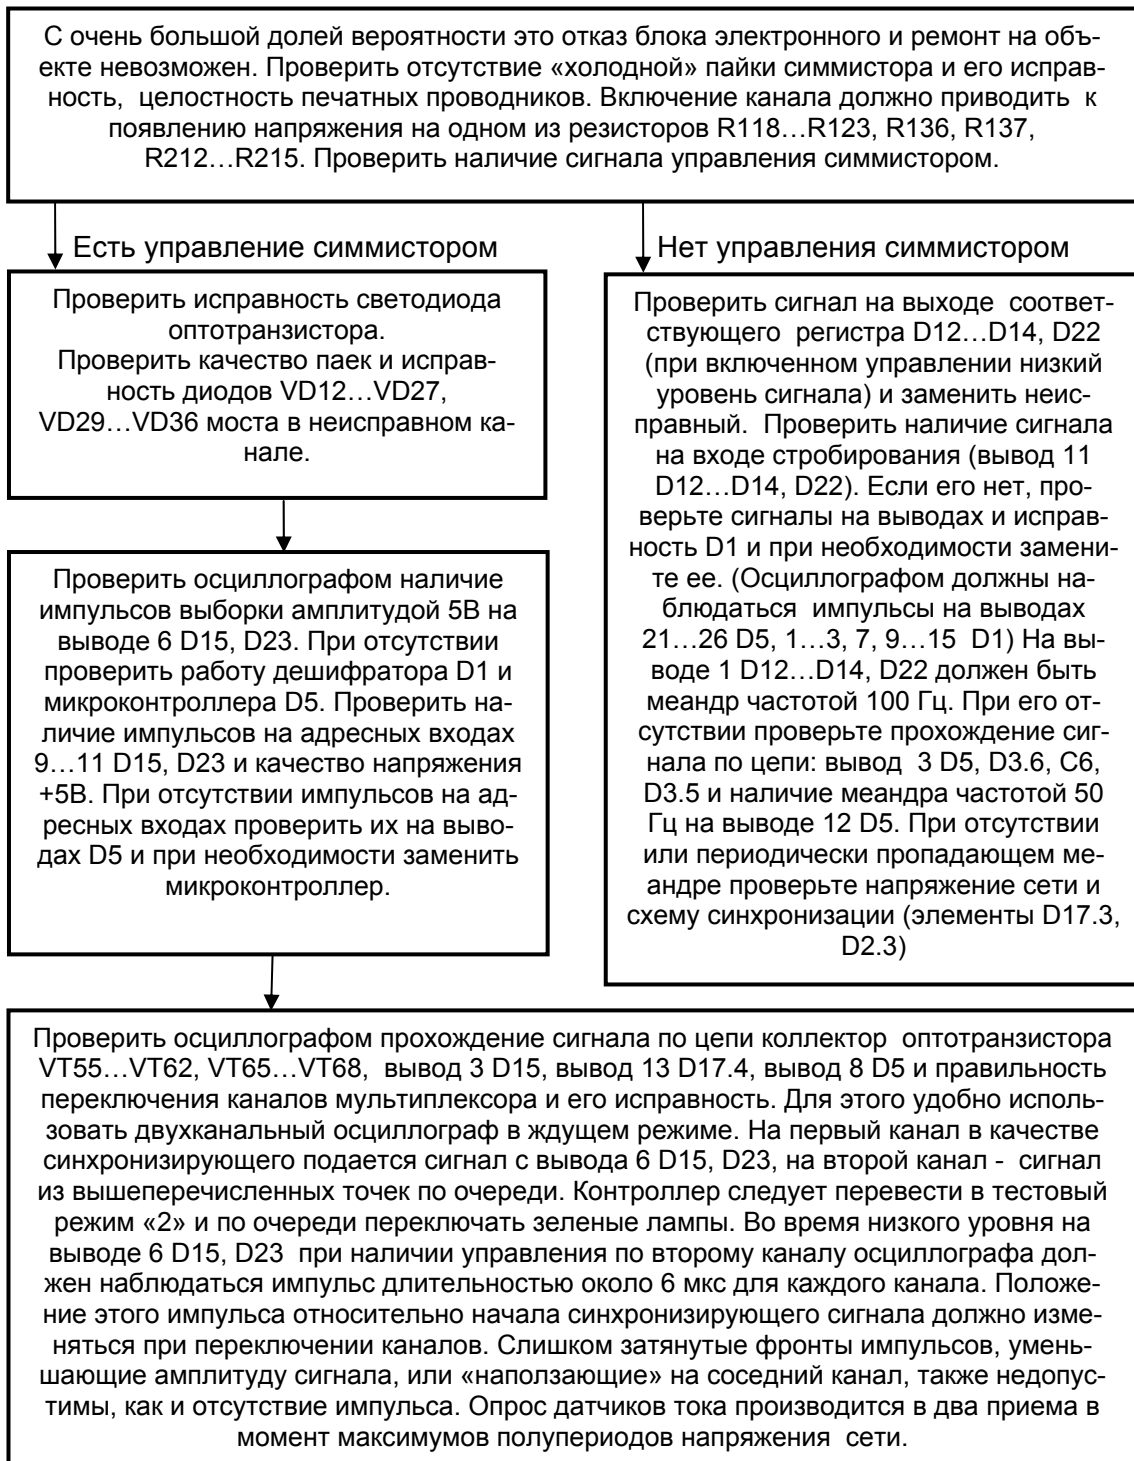 С очень большой долей вероятности это отказ блока электронного и ремонт на объ-
екте невозможен. Проверить отсутствие «холодной» пайки симмистора и его исправ-
ность, целостность печатных проводников. Включение канала должно приводить к
появлению напряжения на одном из резисторов R118…R123, R136, R137,
R212…R215. Проверить наличие сигнала управления симмистором.
Есть управление симмистором
Проверить исправность светодиода
оптотранзистора.
Проверить качество паек и исправ-
ность диодов VD12…VD27,
VD29…VD36 моста в неисправном ка-
нале.
Проверить осциллографом наличие
импульсов выборки амплитудой 5В на
выводе 6 D15, D23. При отсутствии
проверить работу дешифратора D1 и
микроконтроллера D5. Проверить на-
личие импульсов на адресных входах
9…11 D15, D23 и качество напряжения
+5В. При отсутствии импульсов на ад-
ресных входах проверить их на выво-
дах D5 и при необходимости заменить
микроконтроллер.
Нет управления симмистором
Проверить сигнал на выходе соответ-
ствующего регистра D12…D14, D22
(при включенном управлении низкий
уровень сигнала) и заменить неис-
правный. Проверить наличие сигнала
на входе стробирования (вывод 11
D12…D14, D22). Если его нет, про-
верьте сигналы на выводах и исправ-
ность D1 и при необходимости замени-
те ее. (Осциллографом должны на-
блюдаться импульсы на выводах
21…26 D5, 1…3, 7, 9…15 D1) На вы-
воде 1 D12…D14, D22 должен быть
меандр частотой 100 Гц. При его от-
сутствии проверьте прохождение сиг-
нала по цепи: вывод 3 D5, D3.6, C6,
D3.5 и наличие меандра частотой 50
Гц на выводе 12 D5. При отсутствии
или периодически пропадающем ме-
андре проверьте напряжение сети и
схему синхронизации (элементы D17.3,
D2.3)
Проверить осциллографом прохождение сигнала по цепи коллектор оптотранзистора
VT55…VT62, VT65…VT68, вывод 3 D15, вывод 13 D17.4, вывод 8 D5 и правильность
переключения каналов мультиплексора и его исправность. Для этого удобно исполь-
зовать двухканальный осциллограф в ждущем режиме. На первый канал в качестве
синхронизирующего подается сигнал с вывода 6 D15, D23, на второй канал - сигнал
из вышеперечисленных точек по очереди. Контроллер следует перевести в тестовый
режим «2» и по очереди переключать зеленые лампы. Во время низкого уровня на
выводе 6 D15, D23 при наличии управления по второму каналу осциллографа дол-
жен наблюдаться импульс длительностью около 6 мкс для каждого канала. Положе-
ние этого импульса относительно начала синхронизирующего сигнала должно изме-
няться при переключении каналов. Слишком затянутые фронты импульсов, умень-
шающие амплитуду сигнала, или «наползающие» на соседний канал, также недопус-
тимы, как и отсутствие импульса. Опрос датчиков тока производится в два приема в
момент максимумов полупериодов напряжения сети.